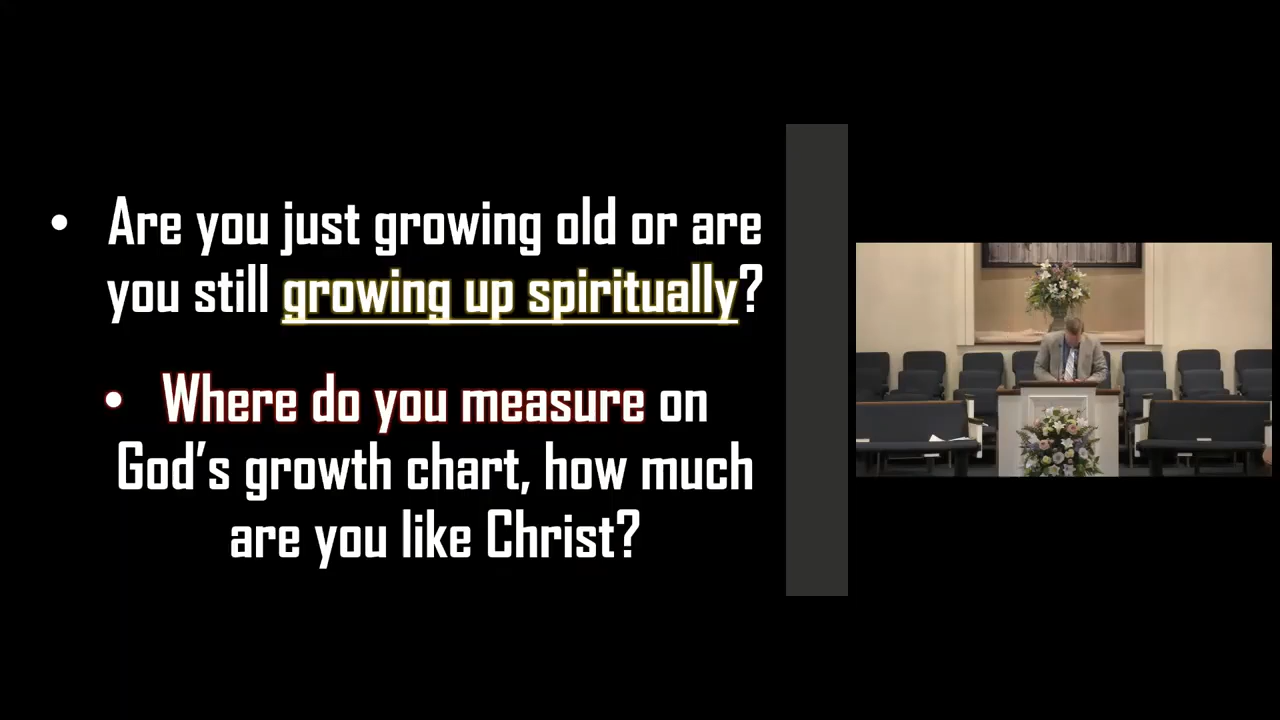 • Are you just growing old or are
you still growing up spiritually?
• Where do you measure on
God's growth chart, how much
are you like Christ?